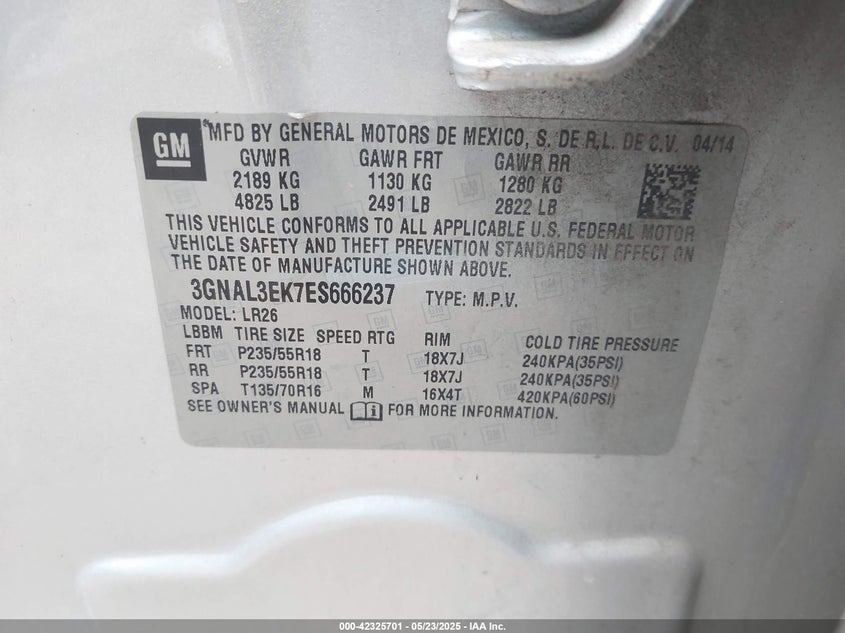 GM
MFD BY GENERAL MOTORS DE MEXICO, S. DE R.L. DE C.V. 04/14
GVWR GAWR FRT GAWR RR
2189 KG 1130 KG 1280 KG
4825 LB 2491 LB 2822 LB
THIS VEHICLE CONFORMS TO ALL APPLICABLE U.S. FEDERAL MOTOR
VEHICLE SAFETY AND THEFT PREVENTION STANDARDS IN EFFECT ON
THE DATE OF MANUFACTURE SHOWN ABOVE.
3GNAL3EK7ES666237 TYPE: M.P.V.
MODEL: LR26
LBBM TIRE SIZE SPEED RTG RIM COLD TIRE PRESSURE
FRT P235/55R18 T 18X7J 240KPA(35PSI)
RR P235/55R18 T 18X7J 240KPA(35PSI)
SPA T135/70R16 M 16X4T 420KPA(60PSI)
SEE OWNER'S MANUAL FOR MORE INFORMATION.
000-42325701 - 05/23/2025 - IAA Inc.